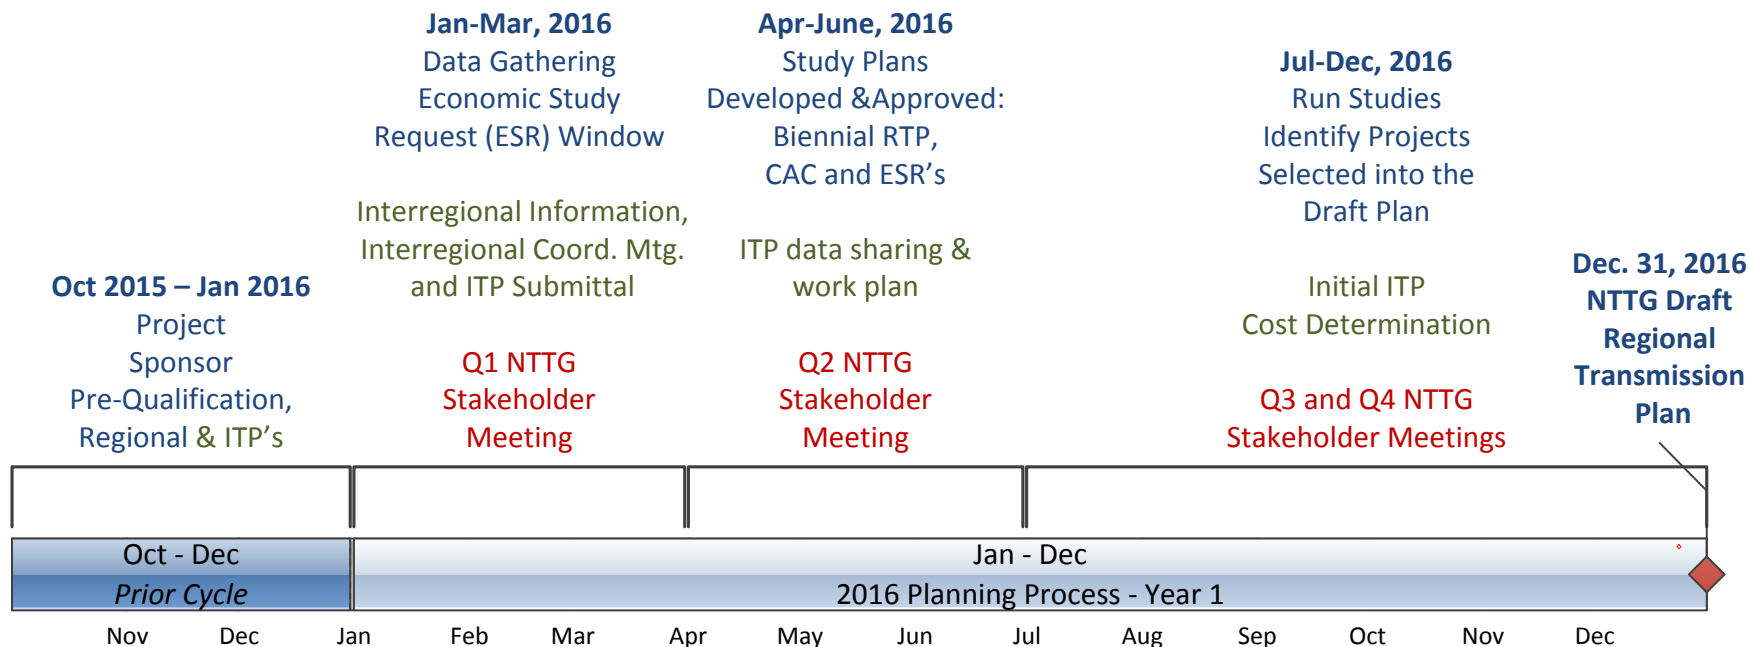 Oct 2015 – Jan 2016
Project
Sponsor
Pre-Qualification,
Regional & ITP's
Jan-Mar, 2016
Data Gathering
Economic Study
Request (ESR) Window
Interregional Information,
Interregional Coord. Mtg.
and ITP Submittal
Q1 NTTG
Stakeholder
Meeting
Apr-June, 2016
Study Plans
Developed &Approved:
Biennial RTP,
CAC and ESR's
ITP data sharing &
work plan
Q2 NTTG
Stakeholder
Meeting
Jul-Dec, 2016
Run Studies
Identify Projects
Selected into the
Draft Plan
Initial ITP
Cost Determination
Q3 and Q4 NTTG
Stakeholder Meetings
Dec. 31, 2016
NTTG Draft
Regional
Transmission
Plan
Oct - Dec
Prior Cycle
Jan - Dec
2016 Planning Process - Year 1
Nov Dec Jan Feb Mar Apr May Jun Jul Aug Sep Oct Nov Dec